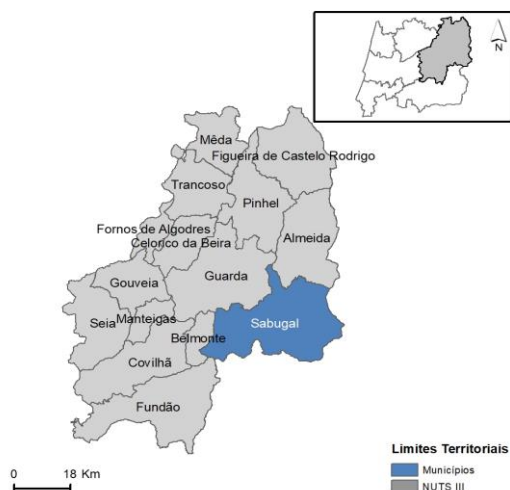 N
Mêda
Figueira de Castelo Rodrigo
Trancoso
Pinhel
Fornos de Algodres
Celorico da Beira
Almeida
Guarda
Gouveia
Manteigas
Seia
Sabugal
Belmonte
Covilhã
Fundão
Limites Territoriais
0 18 Km
Municípios
NUTS III